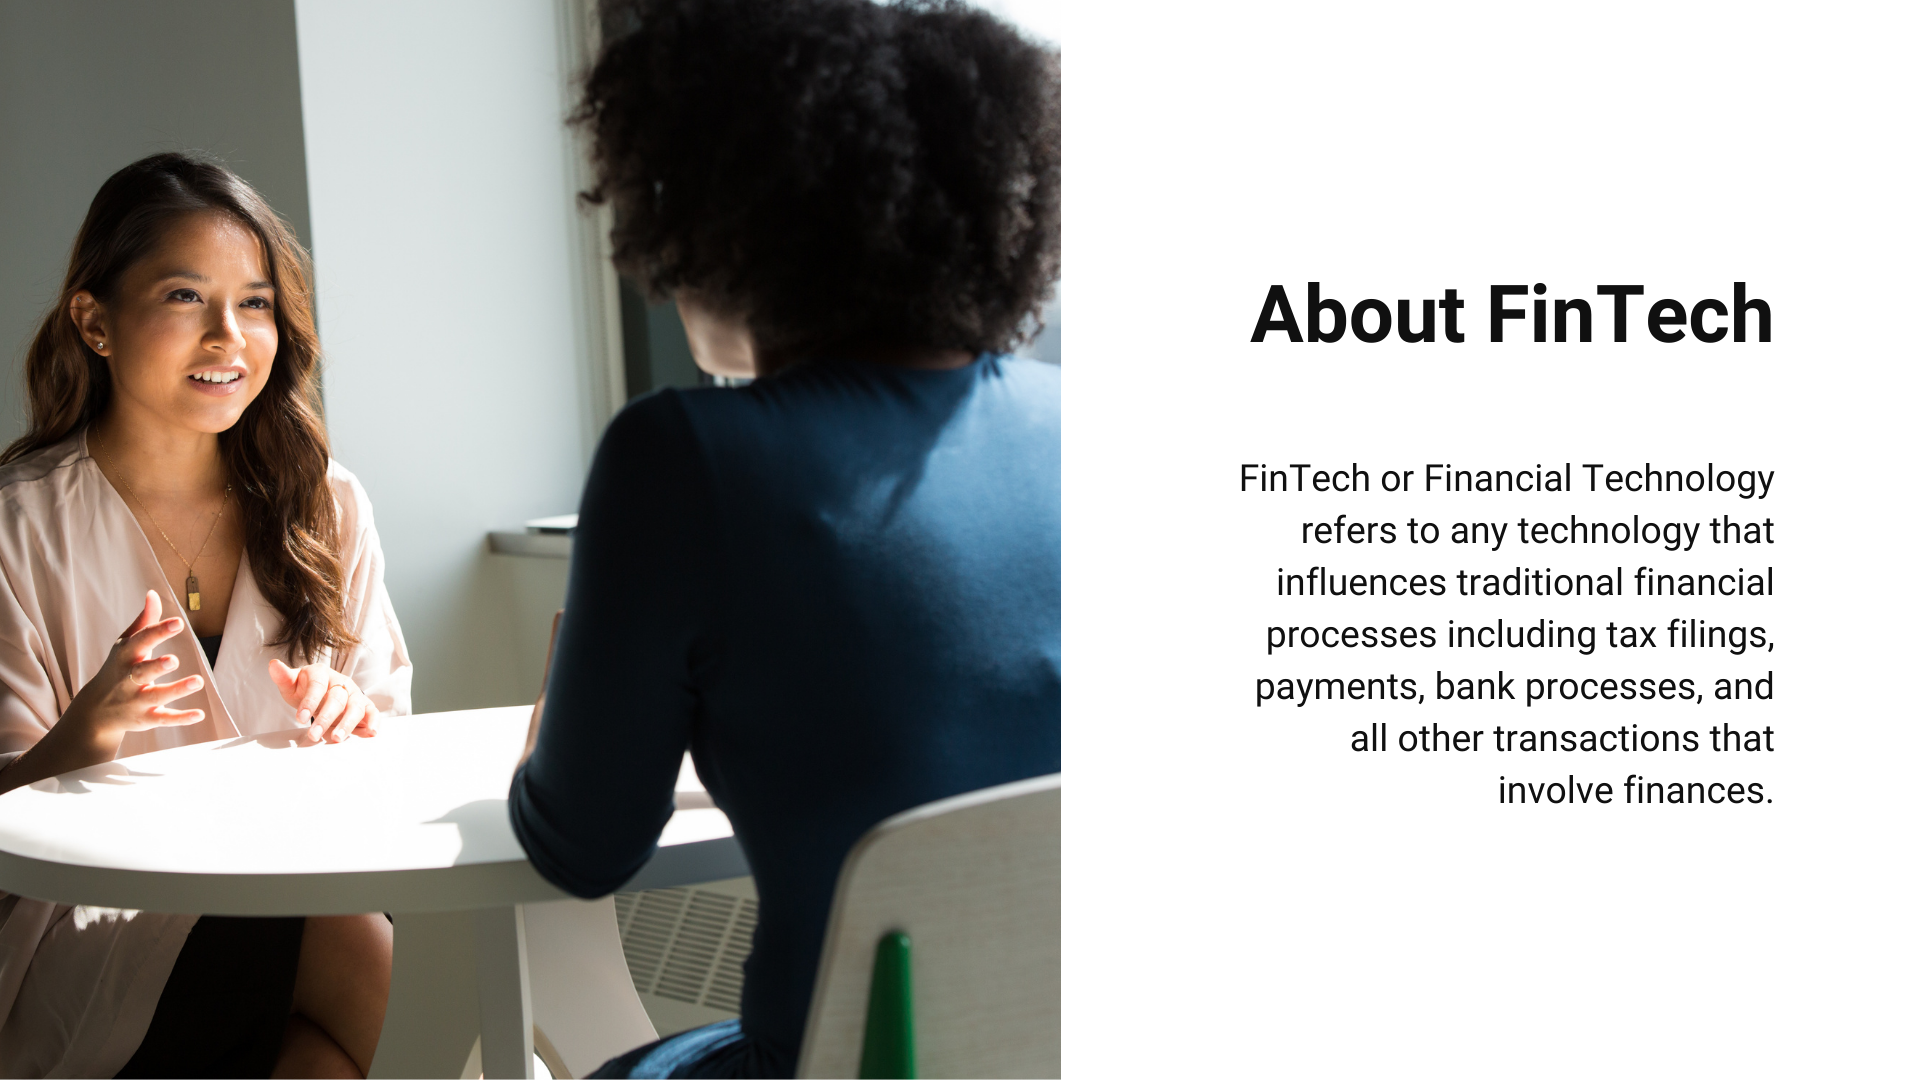 About FinTech
FinTech or Financial Technology
refers to any technology that
influences traditional financial
processes including tax filings,
payments, bank processes, and
all other transactions that
involve finances.